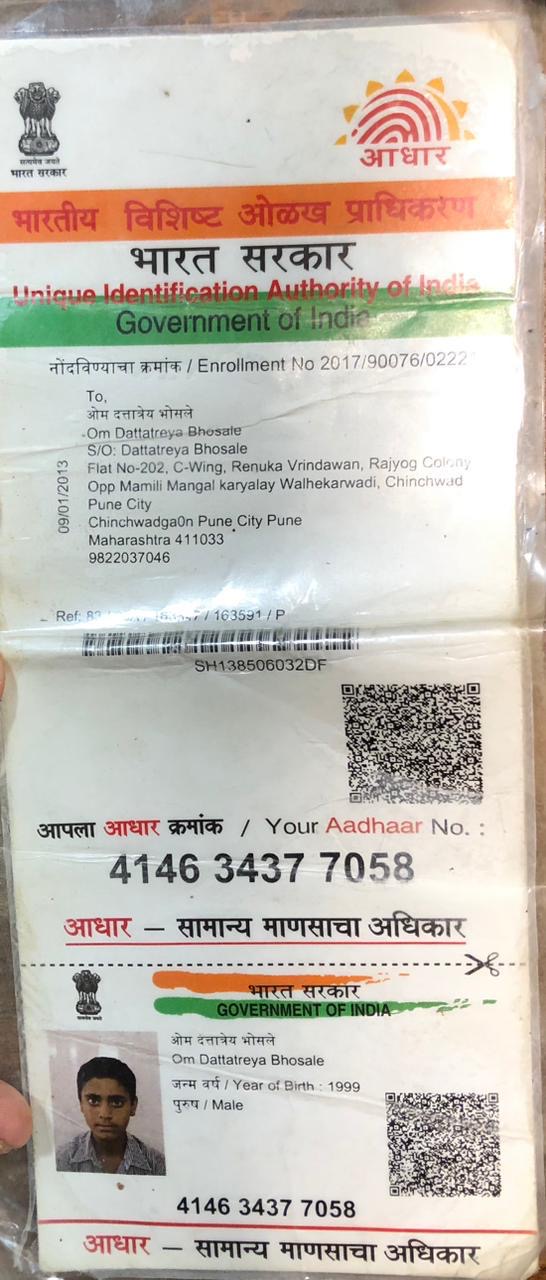 सत्यमेव जयते
भारत सरकार
आधार
भारतीय विशिष्ट ओळख प्राधिकरण
भारत सरकार
Unique Identification Authority of India
Government of India
नोंदविण्याचा क्रमांक / Enrollment No 2017/90076/0222
To,
ओम दत्तात्रेय भोसले
Om Dattatreya Bhosale
S/O: Dattatreya Bhosale
Flat No-202, C-Wing, Renuka Vrindawan, Rajyog Colony
Opp Mamili Mangal karyalay Walhekarwadi, Chinchwad
Pune City
Chinchwadga0n Pune City Pune
Maharashtra 411033
9822037046
09/01/2013
Ref: / 163591 / P
SH138506032DF
आपला आधार क्रमांक / Your Aadhaar No. :
4146 3437 7058
आधार – सामान्य माणसाचा अधिकार
भारत सरकार
GOVERNMENT OF INDIA
ओम दत्तात्रेय भोसले
Om Dattatreya Bhosale
जन्म वर्ष / Year of Birth : 1999
पुरुष / Male
4146 3437 7058
आधार – सामान्य माणसाचा अधिकार